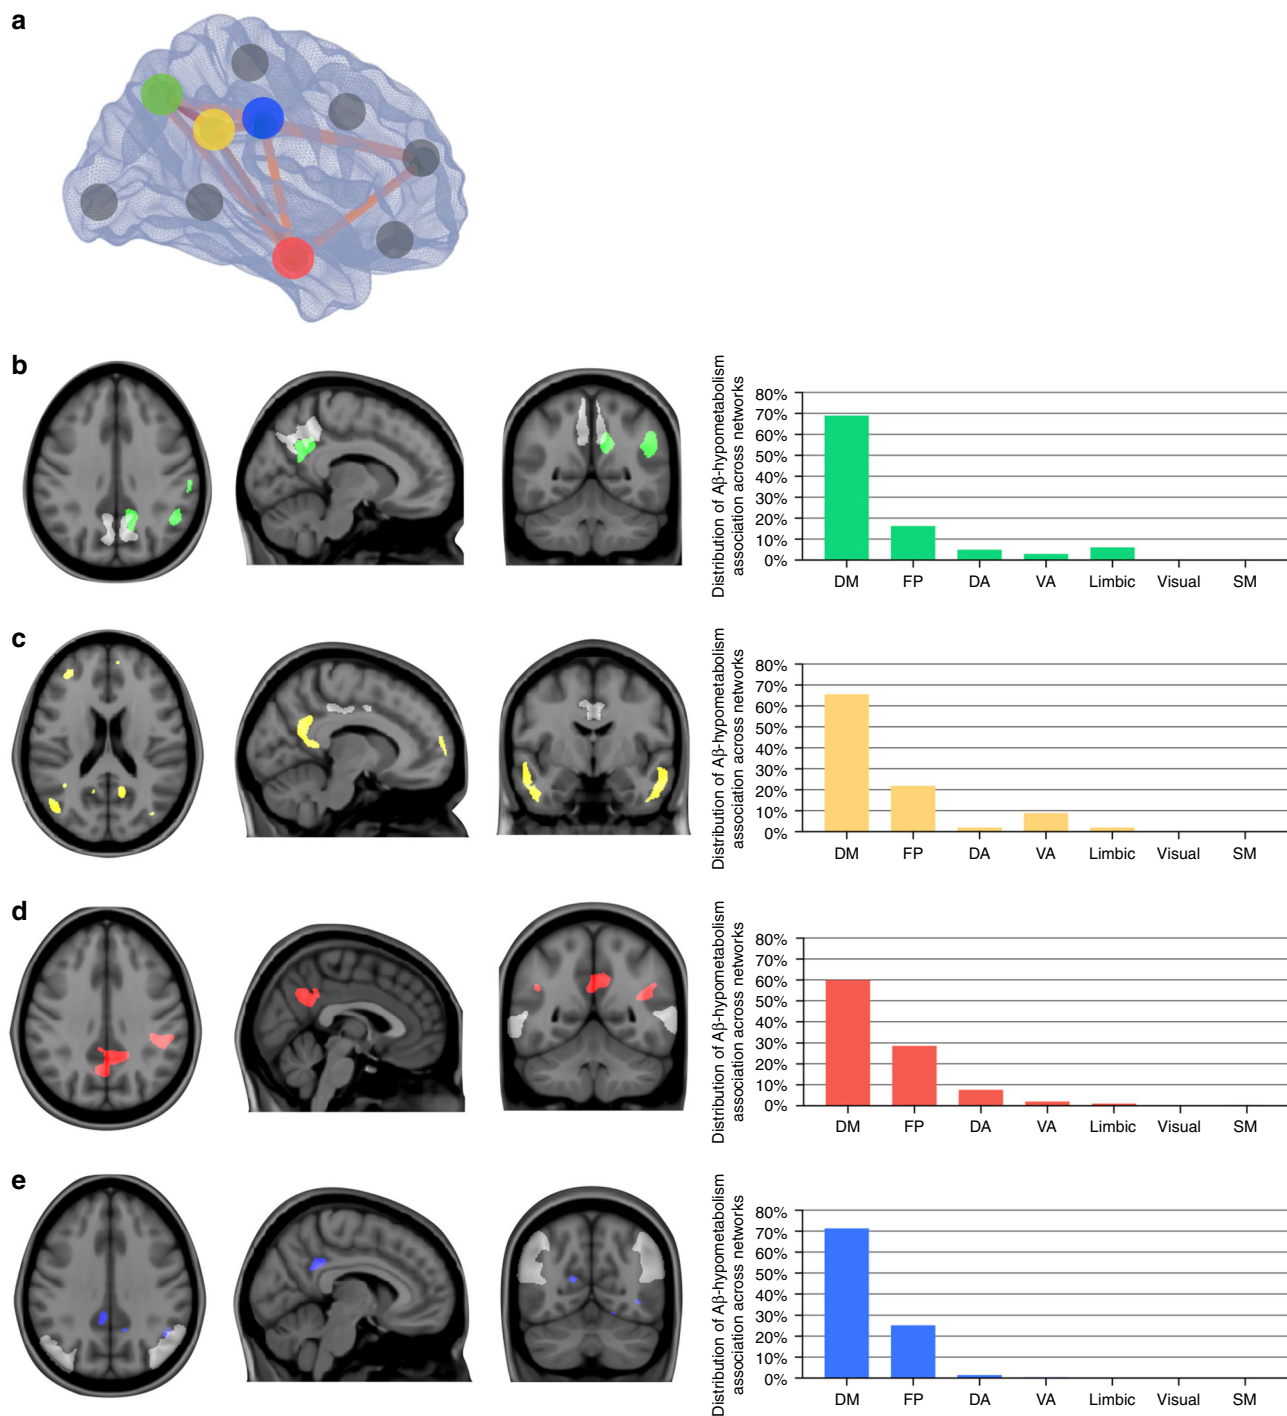 a
b
Distribution of Aβ-hypometabolism
association across networks
80%
70%
60%
50%
40%
30%
20%
10%
0%
DM FP DA VA Limbic Visual SM
c
Distribution of Aβ-hypometabolism
association across networks
80%
70%
60%
50%
40%
30%
20%
10%
0%
DM FP DA VA Limbic Visual SM
d
Distribution of Aβ-hypometabolism
association across networks
80%
70%
60%
50%
40%
30%
20%
10%
0%
DM FP DA VA Limbic Visual SM
e
Distribution of Aβ-hypometabolism
association across networks
80%
70%
60%
50%
40%
30%
20%
10%
0%
DM FP DA VA Limbic Visual SM